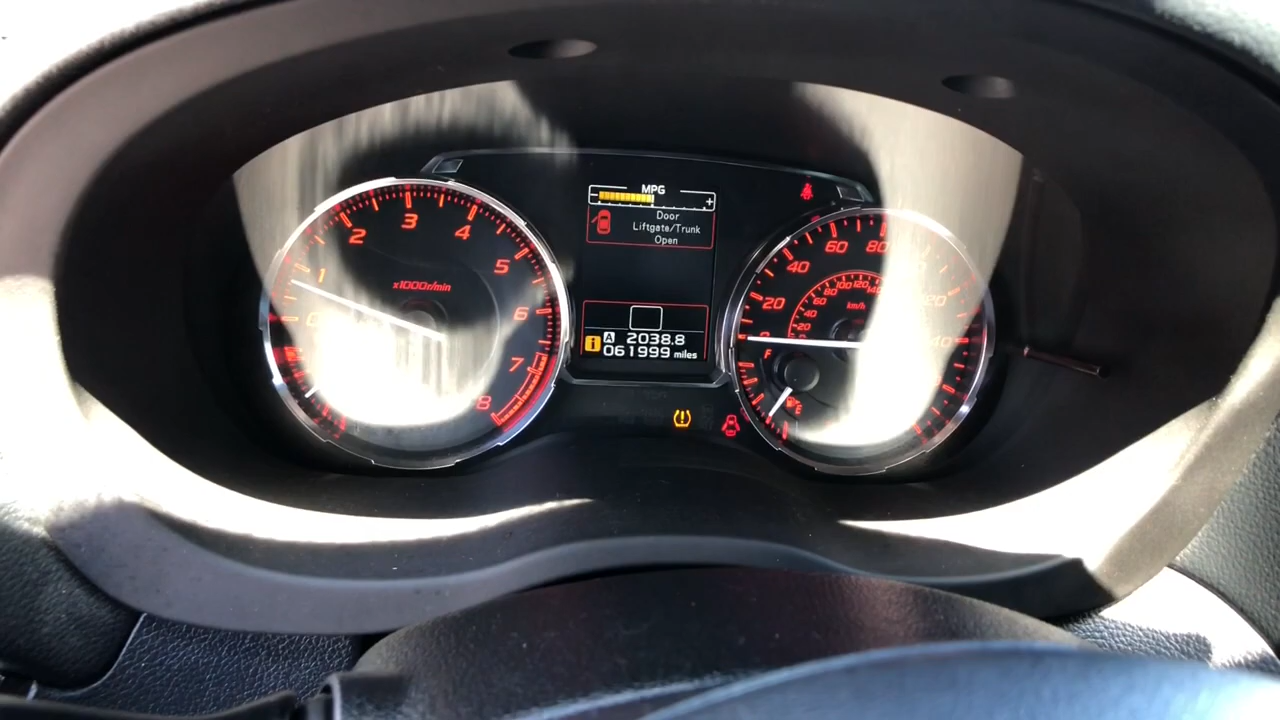 MPG
- +
Door
Liftgate/Trunk
Open
A 2038.8
061999 miles
0 1 2 3 4 5 6 7 8
x1000r/min
20 40 60 80
20 40 60 80 100 120 140
km/h
F
E